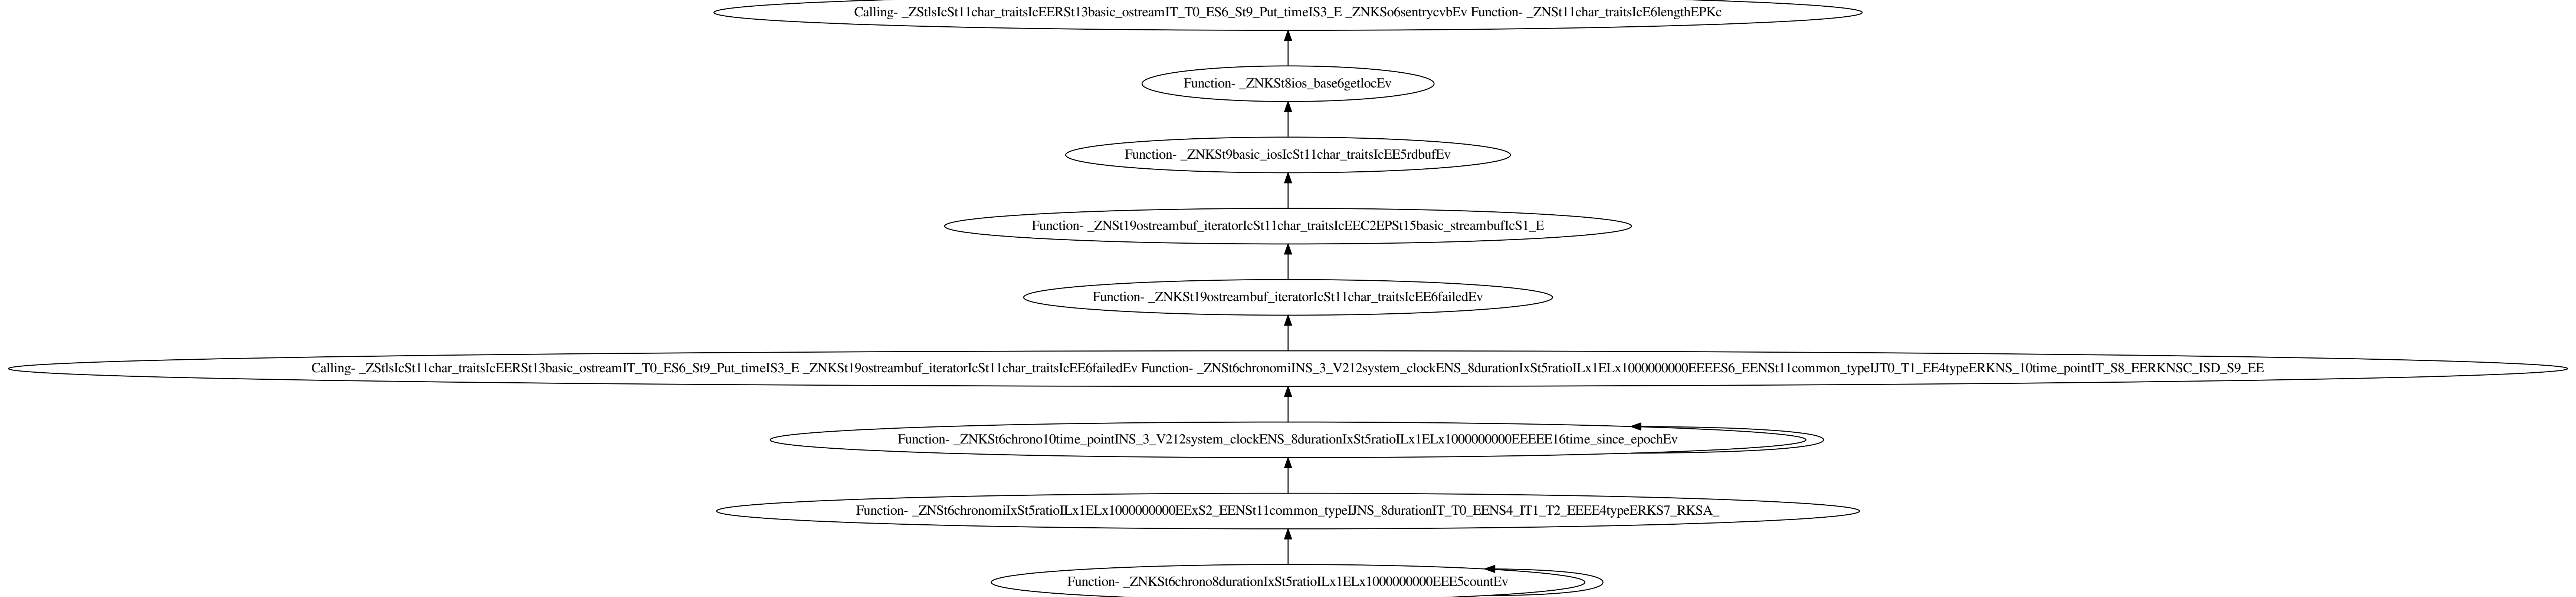 Calling- _ZStlsIcSt11char_traitsIcEERSt13basic_ostreamIT_T0_ES6_St9_Put_timeIS3_E _ZNKSo6sentrycvbEv Function- _ZNSt11char_traitsIcE6lengthEPKc
Function- _ZNKSt8ios_base6getlocEv
Function- _ZNKSt9basic_iosIcSt11char_traitsIcEE5rdbufEv
Function- _ZNSt19ostreambuf_iteratorIcSt11char_traitsIcEEC2EPSt15basic_streambufIcS1_E
Function- _ZNKSt19ostreambuf_iteratorIcSt11char_traitsIcEE6failedEv
Calling- _ZStlsIcSt11char_traitsIcEERSt13basic_ostreamIT_T0_ES6_St9_Put_timeIS3_E _ZNKSt19ostreambuf_iteratorIcSt11char_traitsIcEE6failedEv Function- _ZNSt6chronomiINS_3_V212system_clockENS_8durationIxSt5ratioILx1ELx1000000000EEEES6_EENSt11common_typeIJT0_T1_EE4typeERKNS_10time_pointIT_S8_EERKNSC_ISD_S9_EE
Function- _ZNKSt6chrono10time_pointINS_3_V212system_clockENS_8durationIxSt5ratioILx1ELx1000000000EEEEE16time_since_epochEv
Function- _ZNSt6chronomiIxSt5ratioILx1ELx1000000000EExS2_EENSt11common_typeIJNS_8durationIT_T0_EENS4_IT1_T2_EEEE4typeERKS7_RKSA_
Function- _ZNKSt6chrono8durationIxSt5ratioILx1ELx1000000000EEE5countEv